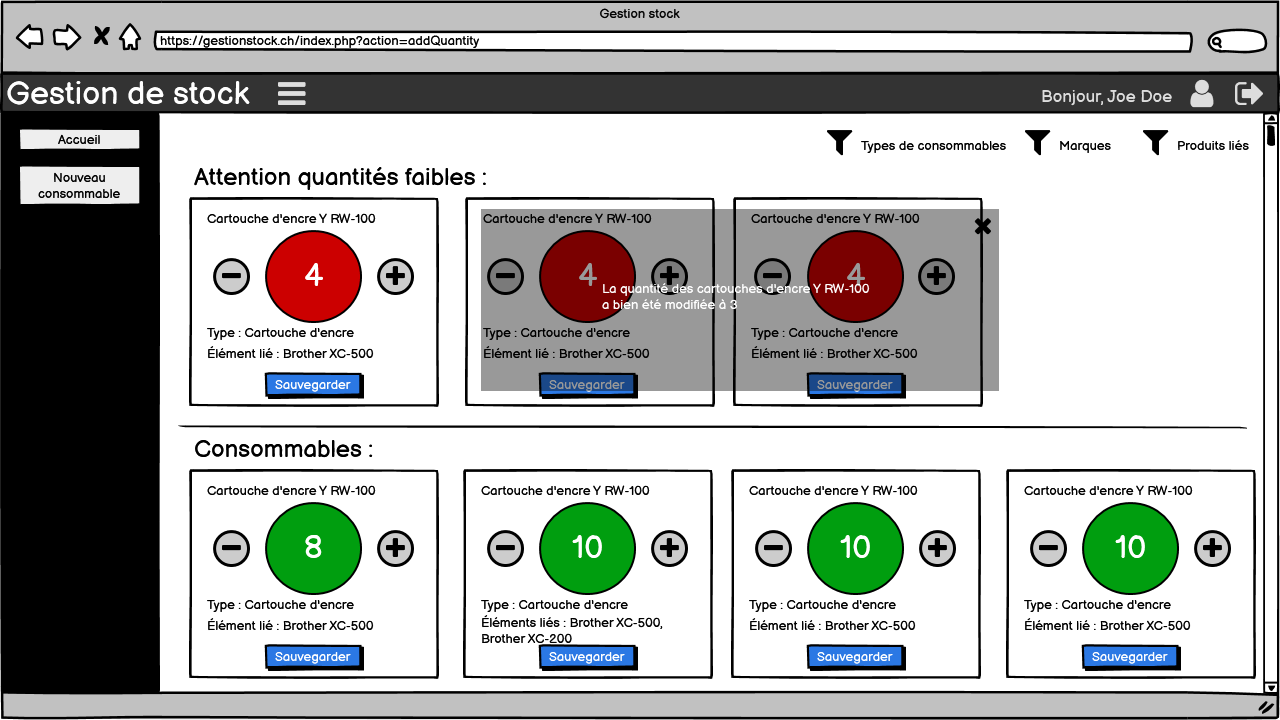 Gestion stock
https://gestionstock.ch/index.php?action=addQuantity
Gestion de stock
Bonjour, Joe Doe
Accueil
Nouveau
consommable
Types de consommables
Marques
Produits liés
Attention quantités faibles :
Cartouche d'encre Y RW-100
4
Type : Cartouche d'encre
Élément lié : Brother XC-500
Sauvegarder
Cartouche d'encre Y RW-100
4
Type : Cartouche d'encre
Élément lié : Brother XC-500
Sauvegarder
Cartouche d'encre Y RW-100
4
Type : Cartouche d'encre
Élément lié : Brother XC-500
Sauvegarder
La quantité des cartouches d'encre Y RW-100
a bien été modifiée à 3
Consommables :
Cartouche d'encre Y RW-100
8
Type : Cartouche d'encre
Élément lié : Brother XC-500
Sauvegarder
Cartouche d'encre Y RW-100
10
Type : Cartouche d'encre
Éléments liés : Brother XC-500,
Brother XC-200
Sauvegarder
Cartouche d'encre Y RW-100
10
Type : Cartouche d'encre
Élément lié : Brother XC-500
Sauvegarder
Cartouche d'encre Y RW-100
10
Type : Cartouche d'encre
Élément lié : Brother XC-500
Sauvegarder